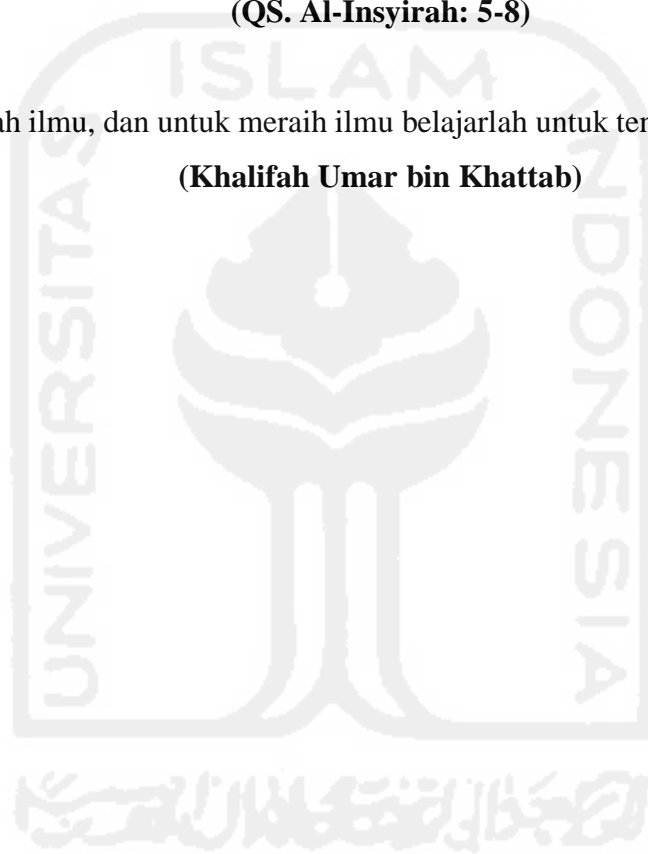 (QS. Al-Insyirah: 5-8)
ISLAM
ah ilmu, dan untuk meraih ilmu belajarlah untuk
(Khalifah Umar bin Khattab)
UNIVERSITAS
INDONESIA